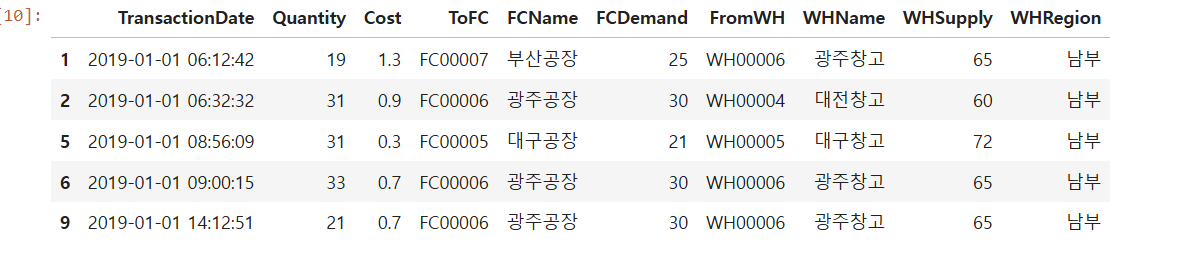 [10]: TransactionDate Quantity Cost ToFC FCName FCDemand FromWH WHName WHSupply WHRegion
1 2019-01-01 06:12:42 19 1.3 FC00007 부산공장 25 WH00006 광주창고 65 남부
2 2019-01-01 06:32:32 31 0.9 FC00006 광주공장 30 WH00004 대전창고 60 남부
5 2019-01-01 08:56:09 31 0.3 FC00005 대구공장 21 WH00005 대구창고 72 남부
6 2019-01-01 09:00:15 33 0.7 FC00006 광주공장 30 WH00006 광주창고 65 남부
9 2019-01-01 14:12:51 21 0.7 FC00006 광주공장 30 WH00006 광주창고 65 남부